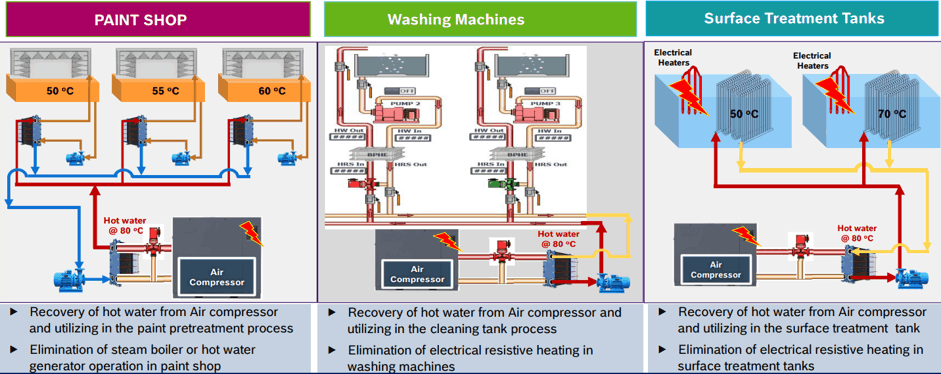 PAINT SHOP
50 ºC
55 ºC
60 ºC
Hot water
@ 80 ºC
Air
Compressor
► Recovery of hot water from Air compressor
and utilizing in the paint pretreatment process
► Elimination of steam boiler or hot water
generator operation in paint shop
Washing Machines
OFF
OFF
PUMP 2
PUMP 3
HW In
HW In
#####
#####
HW Out
HW Out
#####
#####
BPHE
BPHE
HRS In
HRS Out
HRS In
HRS Out
#####
#####
#####
#####
Hot water
@ 80 ºC
Air
Compressor
► Recovery of hot water from Air compressor and
utilizing in the cleaning tank process
► Elimination of electrical resistive heating in
washing machines
Surface Treatment Tanks
Electrical
Heaters
Electrical
Heaters
50 ºC
70 ºC
Hot water
@ 80 ºC
Air
Compressor
► Recovery of hot water from Air compressor
and utilizing in the surface treatment tank
► Elimination of electrical resistive heating in
surface treatment tanks